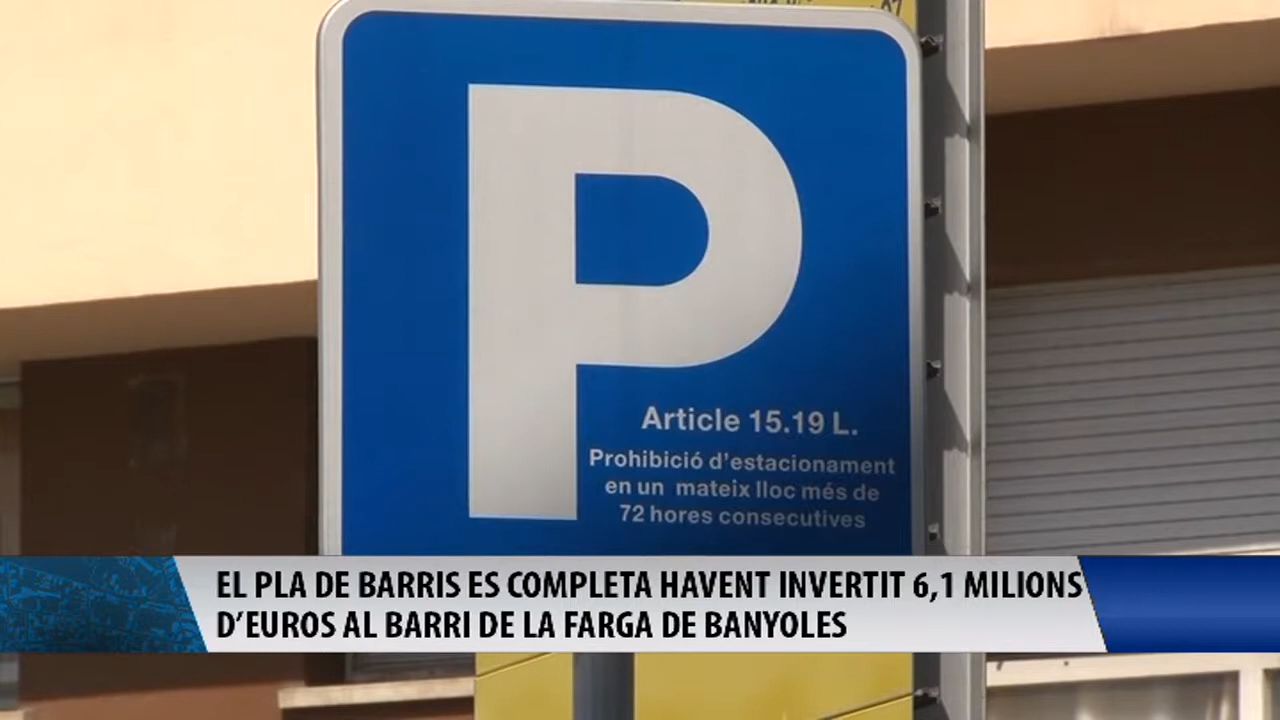 P
Article 15.19 L.
Prohibició d'estacionament
en un mateix lloc més de
72 hores consecutives
EL PLA DE BARRIS ES COMPLETA HAVENT INVERTIT 6,1 MILIONS
D'EUROS AL BARRI DE LA FARGA DE BANYOLES